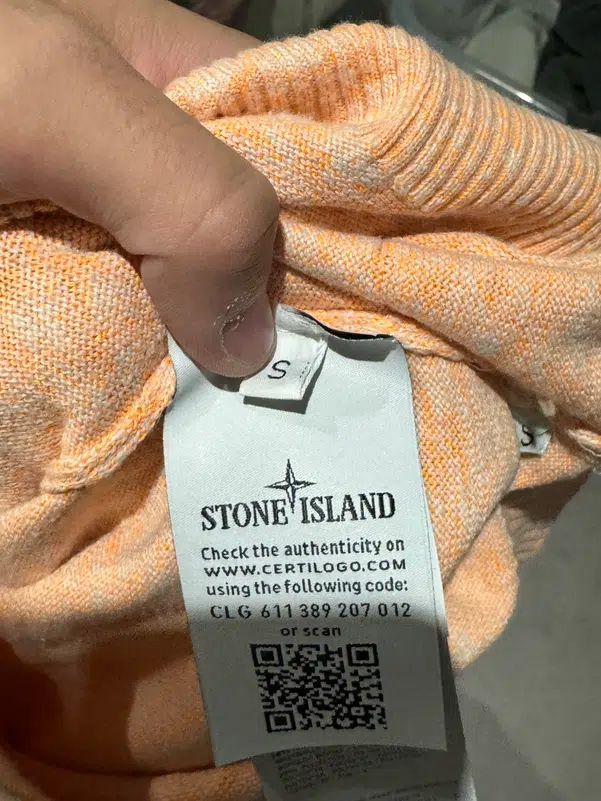 S
S
STONE ISLAND
Check the authenticity on
WWW.CERTILOGO.COM
using the following code:
CLG 611 389 207 012
or scan